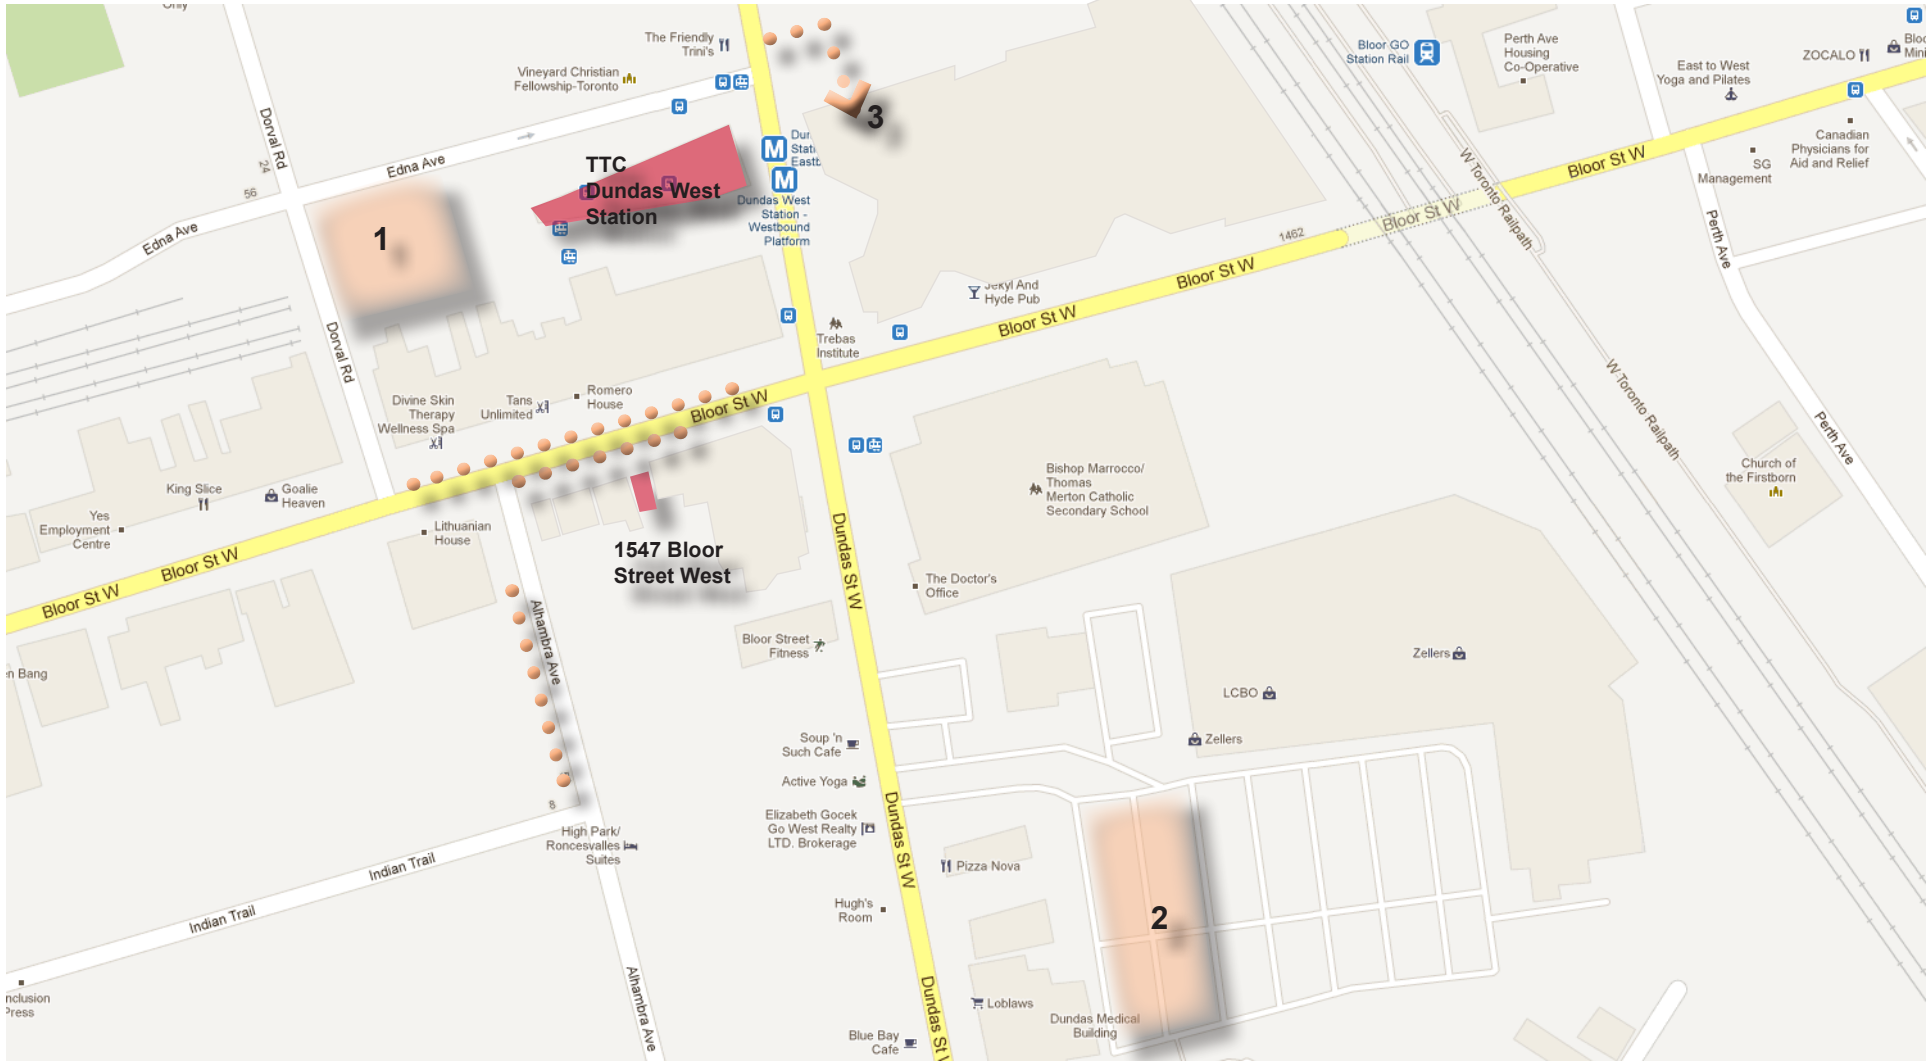 Only
The Friendly
Trini's
Vineyard Christian
Fellowship-Toronto
Dorval Rd
24
56
Edna Ave
Edna Ave
TTC
Dundas West
Station
1
3
Dundas West
Station -
Westbound
Platform
M
M
Bloor GO
Station Rail
Perth Ave
Housing
Co-Operative
East to West
Yoga and Pilates
ZOCALO
Canadian
Physicians for
Aid and Relief
SG
Management
Bloor St W
Bloor St W
W Toronto Railpath
Perth Ave
1462
Bloor St W
Jekyl And
Hyde Pub
Bloor St W
Trebas
Institute
Dorval Rd
Divine Skin
Therapy
Wellness Spa
Tans
Unlimited
Romero
House
Bloor St W
W Toronto Railpath
Perth Ave
Church of
the Firstborn
King Slice
Goalie
Heaven
Yes
Employment
Centre
Lithuanian
House
Bloor St W
Bloor St W
1547 Bloor
Street West
Bishop Marrocco/
Thomas
Merton Catholic
Secondary School
Dundas St W
The Doctor's
Office
Alhambra Ave
Bloor Street
Fitness
n Bang
Zellers
LCBO
Zellers
Soup 'n
Such Cafe
Active Yoga
Elizabeth Gocek
Go West Realty
LTD. Brokerage
Dundas St W
8
High Park/
Roncesvalles
Suites
Indian Trail
Indian Trail
Pizza Nova
Hugh's
Room
2
Alhambra Ave
Dundas St W
Loblaws
Dundas Medical
Building
Blue Bay
Cafe
nclusion
Press